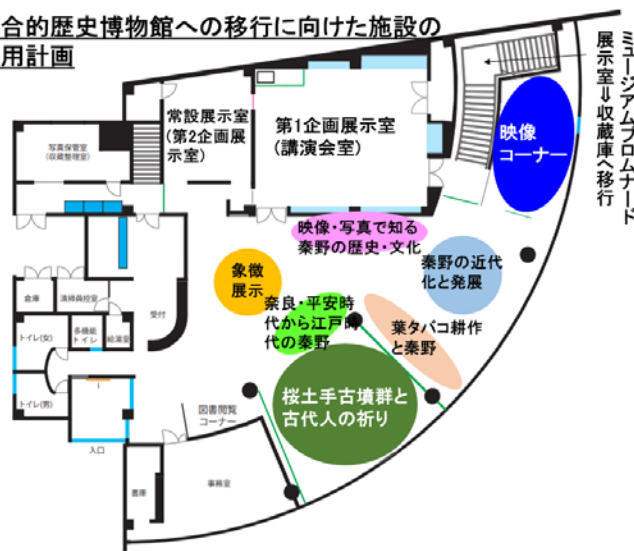 合的歴史博物館への移行に向けた施設の
用計画
ミュージアムプロムナード
展示室⇒収蔵庫へ移行
常設展示室
(第2企画展
示室)
第1企画展示室
(講演会室)
映像
コーナー
写真保管室
(収蔵整理室)
映像・写真で知る
秦野の歴史・文化
象徴
展示
秦野の近代
化と発展
奈良・平安時
代から江戸時
代の秦野
葉タバコ耕作
と秦野
桜土手古墳群と
古代人の祈り
倉庫
清掃員控室
受付
トイレ(女)
多機能
トイレ
給湯室
トイレ(男)
入口
図書閲覧
コーナー
書庫
事務室